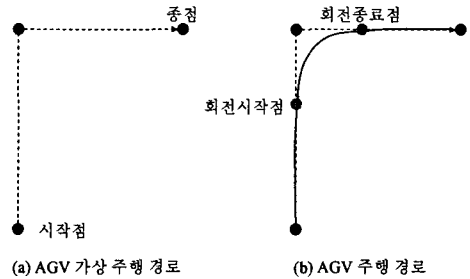 종점
회전종료점
회전시작점
시작점
(a) AGV 가상 주행 경로
(b) AGV 주행 경로